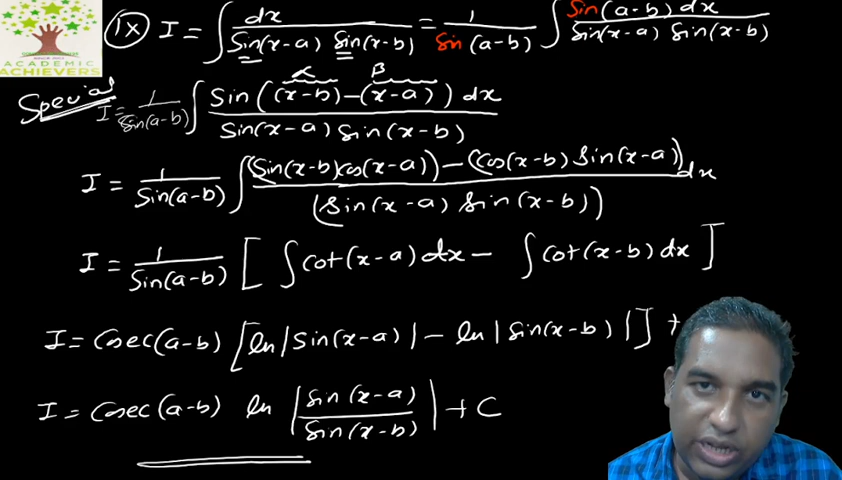 ACADEMIC
ACHIEVERS
ix) I = ∫ dx / Sin(x-a) Sin(x-b) = 1 / Sin(a-b) ∫ Sin(a-b) dx / Sin(x-a) Sin(x-b)
α β
Special I = 1 / Sin(a-b) ∫ Sin((x-b) - (x-a)) dx / Sin(x-a) Sin(x-b)
I = 1 / Sin(a-b) ∫ (Sin(x-b) cos(x-a)) - (cos(x-b) Sin(x-a)) / (Sin(x-a) Sin(x-b)) dx
I = 1 / Sin(a-b) [ ∫ cot(x-a) dx - ∫ cot(x-b) dx ]
I = Cosec(a-b) [ ln |Sin(x-a)| - ln |Sin(x-b)| ] +
I = Cosec(a-b) ln | Sin(x-a) / Sin(x-b) | + C